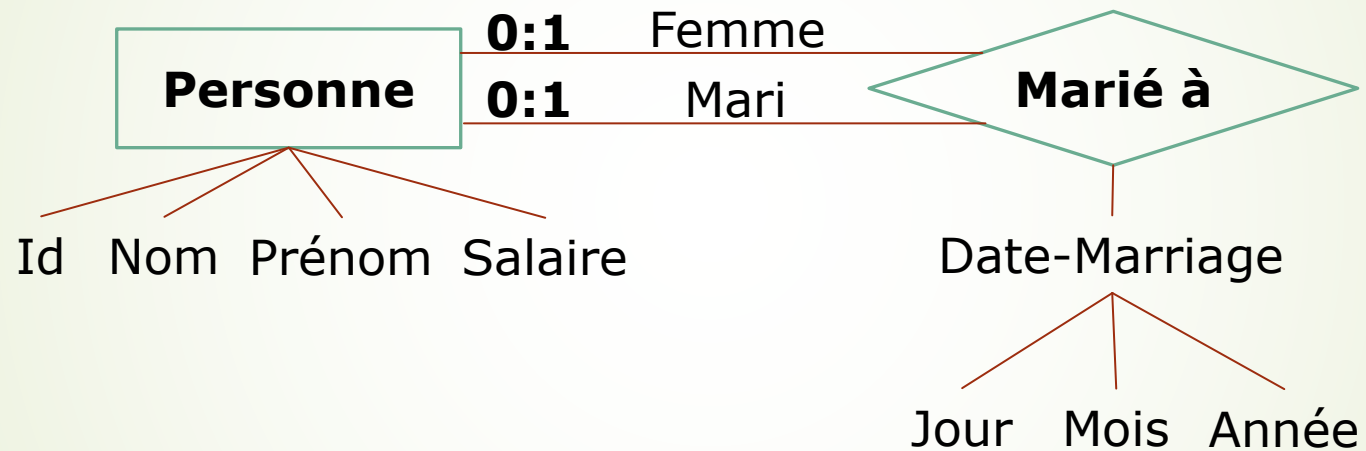 0:1 Femme
Personne
0:1 Mari
Marié à
Id Nom Prénom Salaire
Date-Marriage
Jour Mois Année